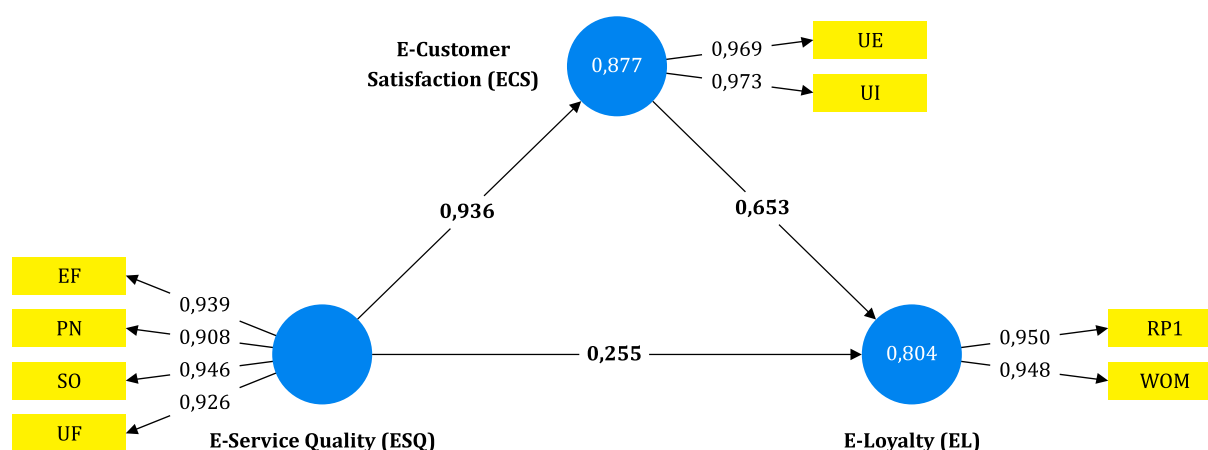 E-Customer
Satisfaction (ECS)
0,877
0,969
UE
0,973
UI
0,936
0,653
EF
0,939
PN
0,908
SO
0,946
UF
0,926
0,255
0,804
0,950
RP1
0,948
WOM
E-Service Quality (ESQ)
E-Loyalty (EL)